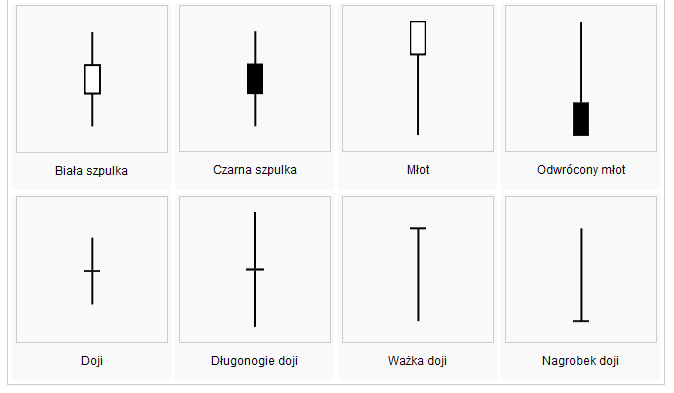 Biała szpulka
Czarna szpulka
Młot
Odwrócony młot
Doji
Długonogie doji
Ważka doji
Nagrobek doji